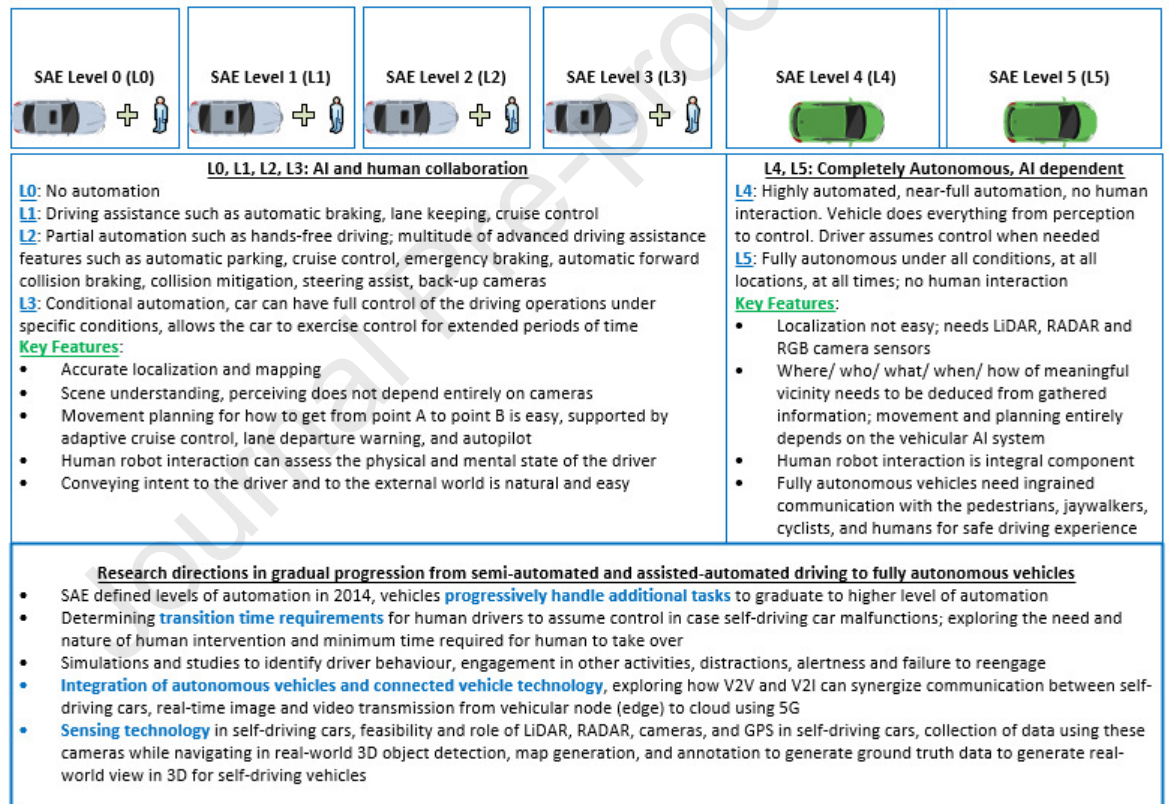 SAE Level 0 (L0)
SAE Level 1 (L1)
SAE Level 2 (L2)
SAE Level 3 (L3)
SAE Level 4 (L4)
SAE Level 5 (L5)
L0, L1, L2, L3: AI and human collaboration
L0: No automation
L1: Driving assistance such as automatic braking, lane keeping, cruise control
L2: Partial automation such as hands-free driving; multitude of advanced driving assistance
features such as automatic parking, cruise control, emergency braking, automatic forward
collision braking, collision mitigation, steering assist, back-up cameras
L3: Conditional automation, car can have full control of the driving operations under
specific conditions, allows the car to exercise control for extended periods of time
Key Features:
• Accurate localization and mapping
• Scene understanding, perceiving does not depend entirely on cameras
• Movement planning for how to get from point A to point B is easy, supported by
adaptive cruise control, lane departure warning, and autopilot
• Human robot interaction can assess the physical and mental state of the driver
• Conveying intent to the driver and to the external world is natural and easy
L4, L5: Completely Autonomous, AI dependent
L4: Highly automated, near-full automation, no human
interaction. Vehicle does everything from perception
to control. Driver assumes control when needed
L5: Fully autonomous under all conditions, at all
locations, at all times; no human interaction
Key Features:
• Localization not easy; needs LiDAR, RADAR and
RGB camera sensors
• Where/ who/ what/ when/ how of meaningful
vicinity needs to be deduced from gathered
information; movement and planning entirely
depends on the vehicular AI system
• Human robot interaction is integral component
• Fully autonomous vehicles need ingrained
communication with the pedestrians, jaywalkers,
cyclists, and humans for safe driving experience
Research directions in gradual progression from semi-automated and assisted-automated driving to fully autonomous vehicles
• SAE defined levels of automation in 2014, vehicles progressively handle additional tasks to graduate to higher level of automation
• Determining transition time requirements for human drivers to assume control in case self-driving car malfunctions; exploring the need and
nature of human intervention and minimum time required for human to take over
• Simulations and studies to identify driver behaviour, engagement in other activities, distractions, alertness and failure to reengage
• Integration of autonomous vehicles and connected vehicle technology, exploring how V2V and V2I can synergize communication between self-
driving cars, real-time image and video transmission from vehicular node (edge) to cloud using 5G
• Sensing technology in self-driving cars, feasibility and role of LiDAR, RADAR, cameras, and GPS in self-driving cars, collection of data using these
cameras while navigating in real-world 3D object detection, map generation, and annotation to generate ground truth data to generate real-
world view in 3D for self-driving vehicles
Journal Pre-proo